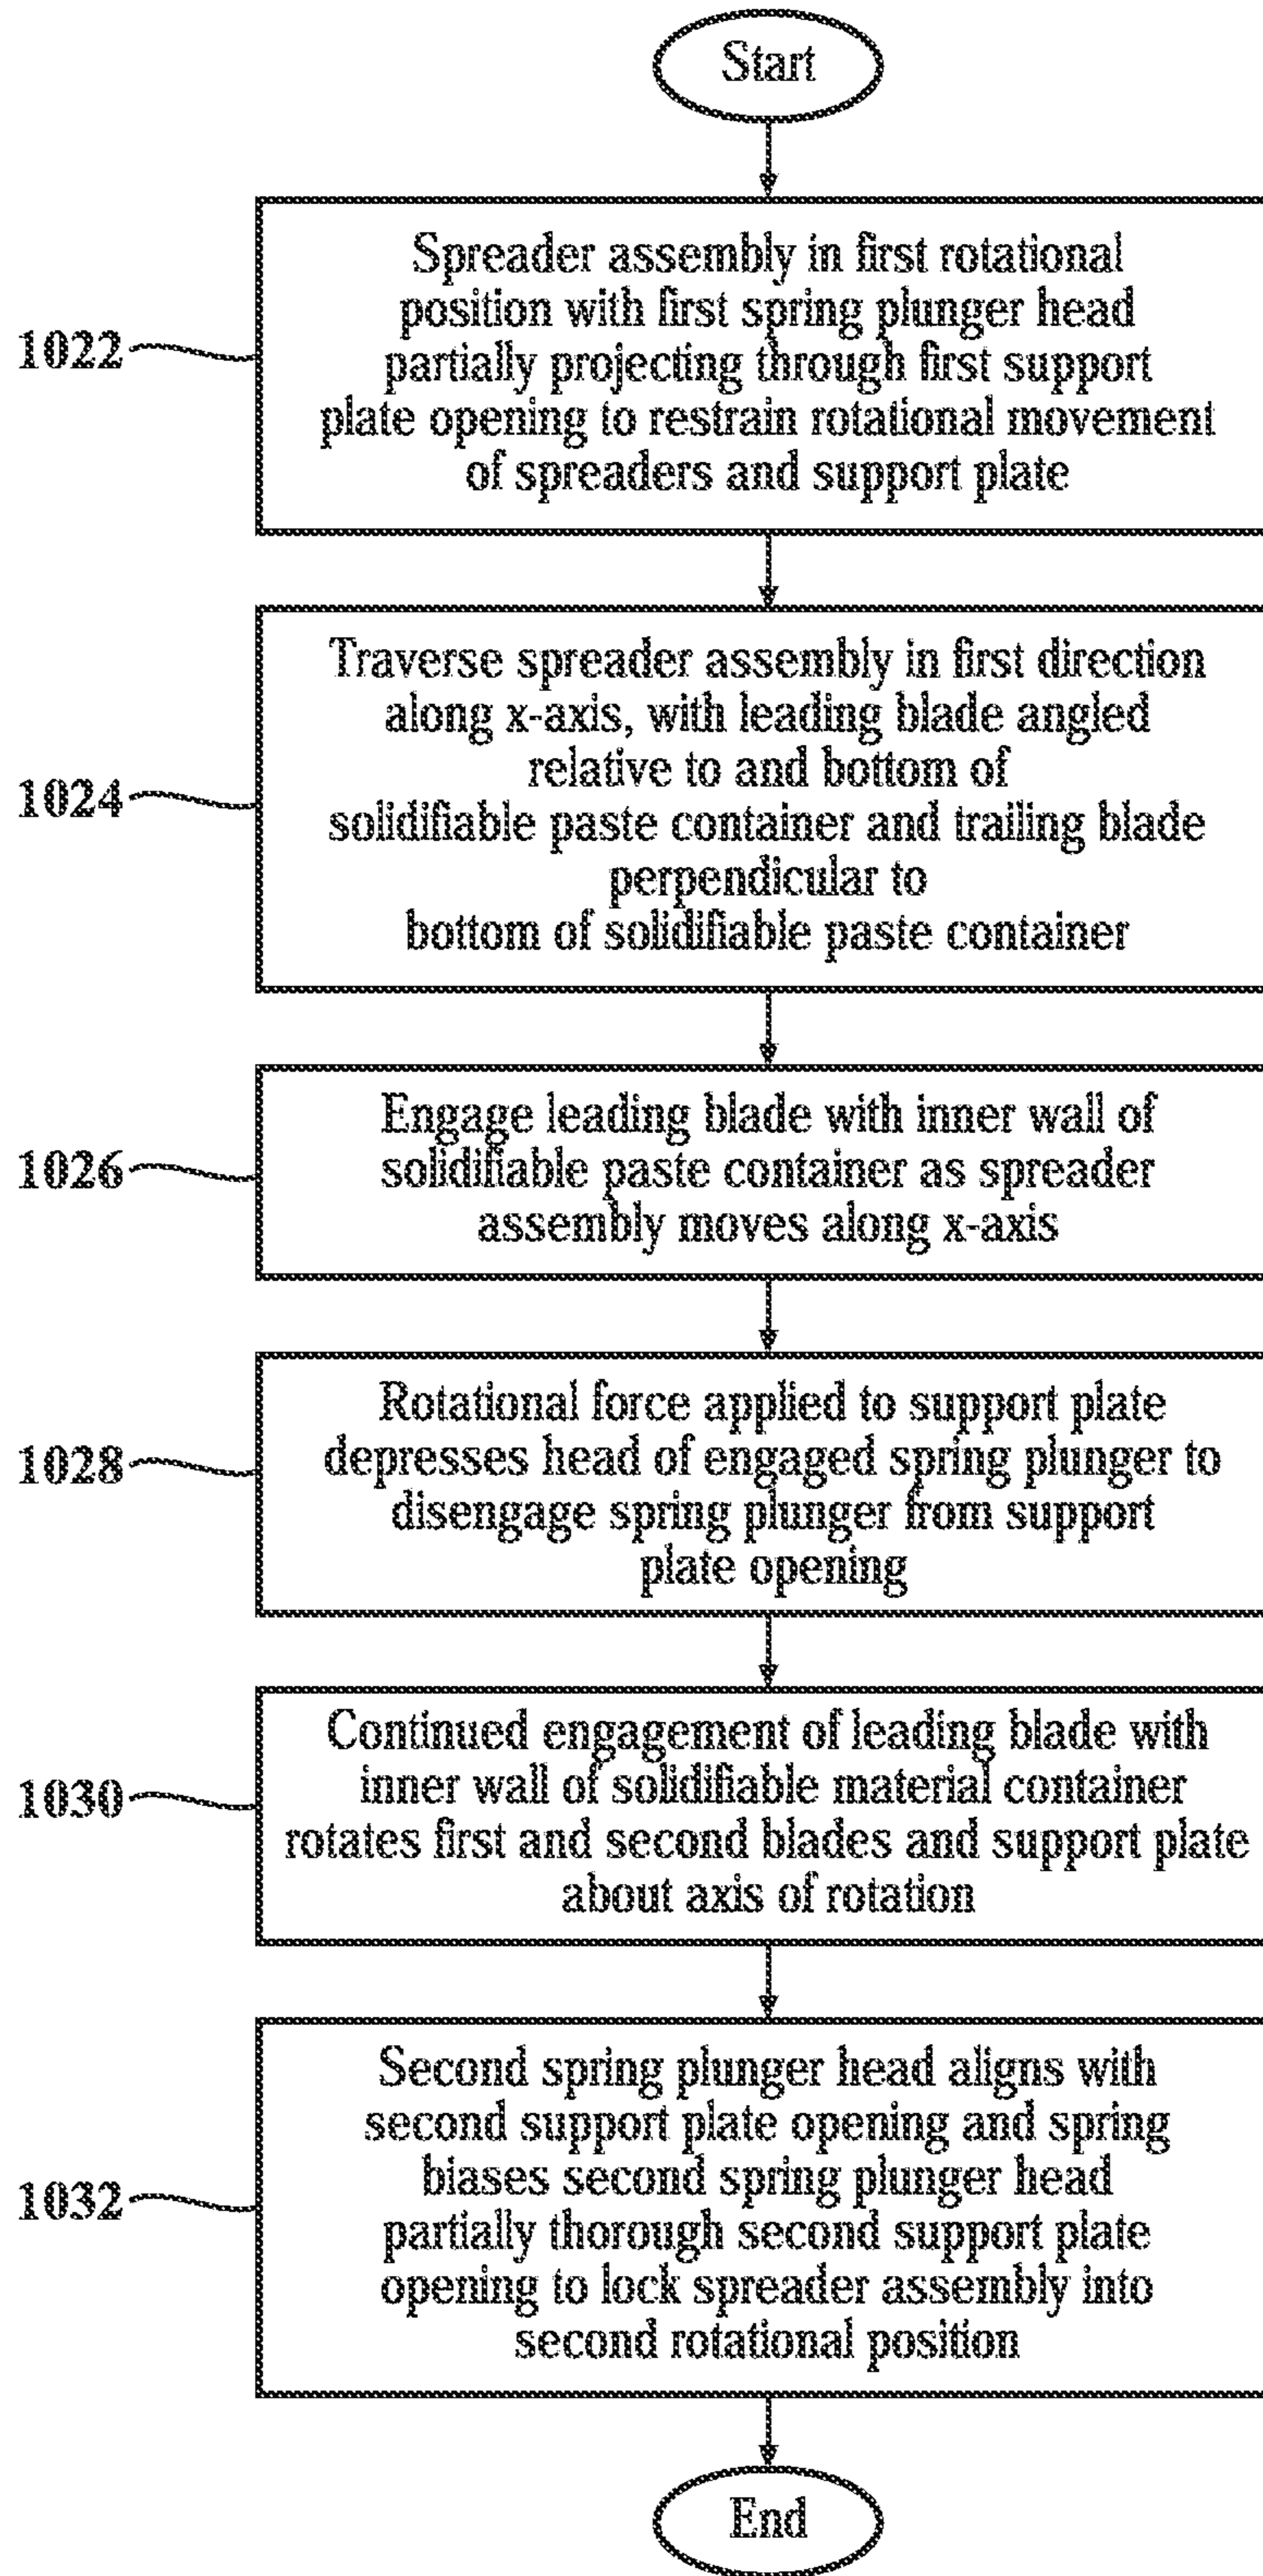 Start
1022
Spreader assembly in first rotational
position with first spring plunger head
partially projecting through first support
plate opening to restrain rotational movement
of spreaders and support plate
1024
Traverse spreader assembly in first direction
along x-axis, with leading blade angled
relative to and bottom of
solidifiable paste container and trailing blade
perpendicular to
bottom of solidifiable paste container
1026
Engage leading blade with inner wall of
solidifiable paste container as spreader
assembly moves along x-axis
1028
Rotational force applied to support plate
depresses head of engaged spring plunger to
disengage spring plunger from support
plate opening
1030
Continued engagement of leading blade with
inner wall of solidifiable material container
rotates first and second blades and support plate
about axis of rotation
1032
Second spring plunger head aligns with
second support plate opening and spring
biases second spring plunger head
partially thorough second support plate
opening to lock spreader assembly into
second rotational position
End